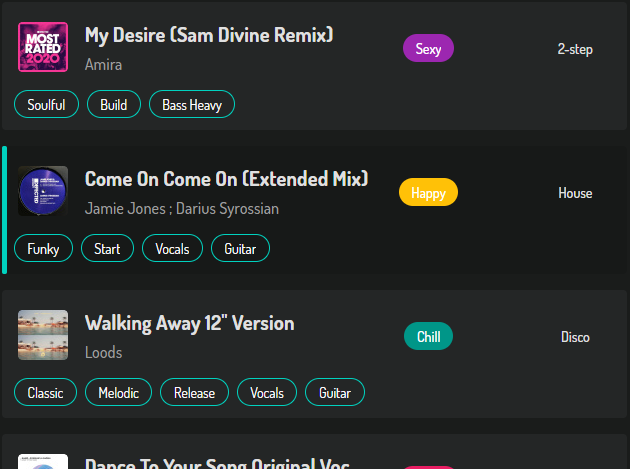 MOST
RATED
2020
My Desire (Sam Divine Remix)
Amira
Sexy
2-step
Soulful
Build
Bass Heavy
Come On Come On (Extended Mix)
Jamie Jones ; Darius Syrossian
Happy
House
Funky
Start
Vocals
Guitar
Walking Away 12" Version
Loods
Chill
Disco
Classic
Melodic
Release
Vocals
Guitar
Dance To Your Song Original Voc